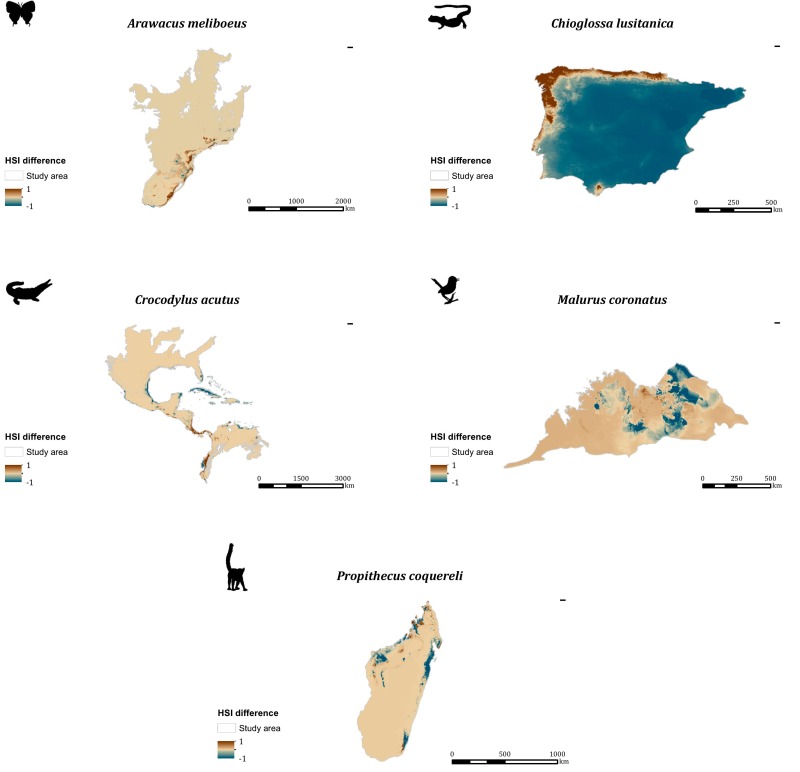 Arawacus meliboeus
HSI difference
Study area
1
-1
0 1000 2000
km
Chioglossa lusitanica
HSI difference
Study area
1
-1
0 250 500
km
Crocodylus acutus
HSI difference
Study area
1
-1
0 1500 3000
km
Malurus coronatus
HSI difference
Study area
1
-1
0 250 500
km
Propithecus coquereli
HSI difference
Study area
1
-1
0 500 1000
km